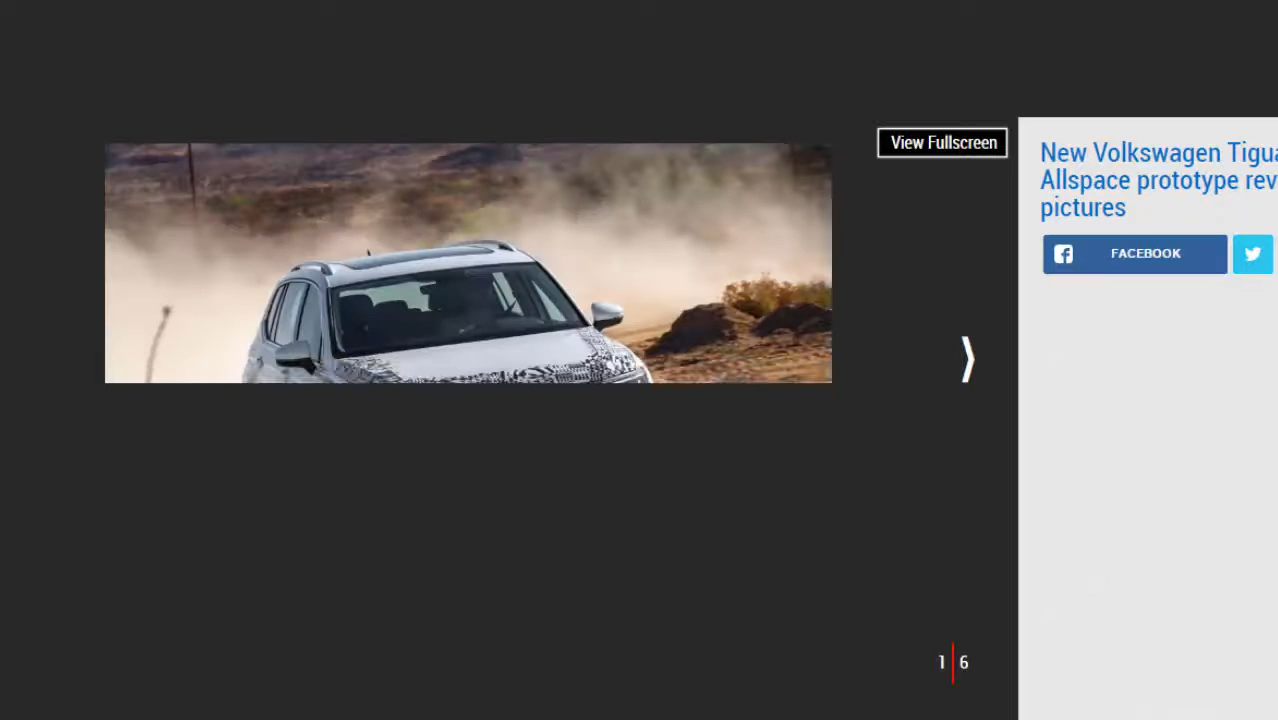 View Fullscreen
New Volkswagen Tigua
Allspace prototype rev
pictures
FACEBOOK
1 6